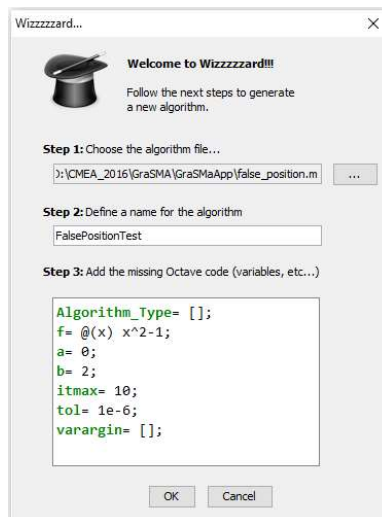 Wizzzzzard...
Welcome to Wizzzzzard!!!
Follow the next steps to generate
a new algorithm.
Step 1: Choose the algorithm file...
):\CMEA_2016\GraSMA\GraSMaApp\false_position.m
...
Step 2: Define a name for the algorithm
FalsePositionTest
Step 3: Add the missing Octave code (variables, etc...)
Algorithm_Type= [];
f= @(x) x^2-1;
a= 0;
b= 2;
itmax= 10;
tol= 1e-6;
varargin= [];
OK Cancel